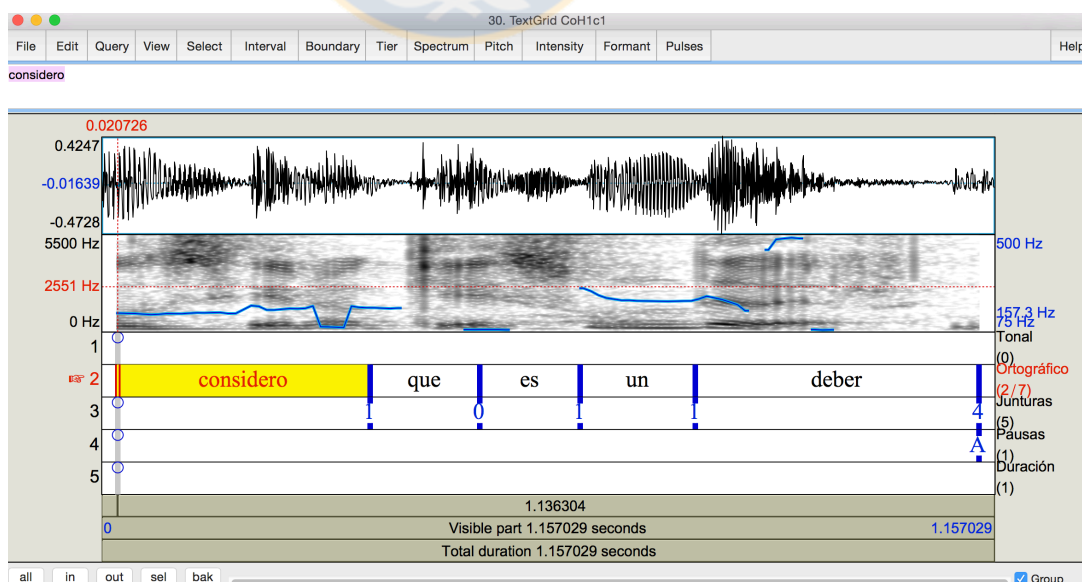 30. TextGrid CoH1c1
File Edit Query View Select Interval Boundary Tier Spectrum Pitch Intensity Formant Pulses Help
considero
0.020726
0.4247
-0.01639
-0.4728
5500 Hz 500 Hz
2551 Hz
157.3 Hz
0 Hz 75 Hz
1 Tonal
(0)
2 considero que es un deber Ortográfico
(2/7)
3 1 0 1 1 4 Junturas
(5)
4 A Pausas
(1)
5 Duración
(1)
1.136304
0 Visible part 1.157029 seconds 1.157029
Total duration 1.157029 seconds
all in out sel bak Group